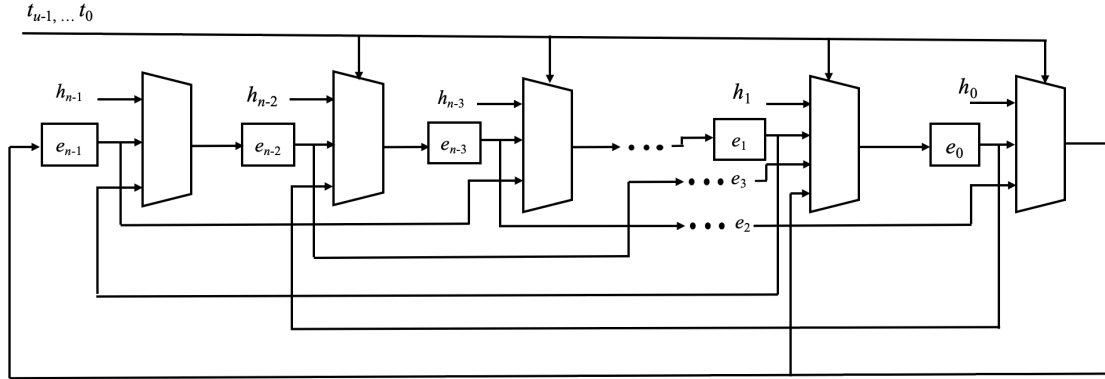 t_{u-1}, ... t_0
h_{n-1}
h_{n-2}
h_{n-3}
h_1
h_0
e_{n-1}
e_{n-2}
e_{n-3}
e_1
e_0
e_3
e_2